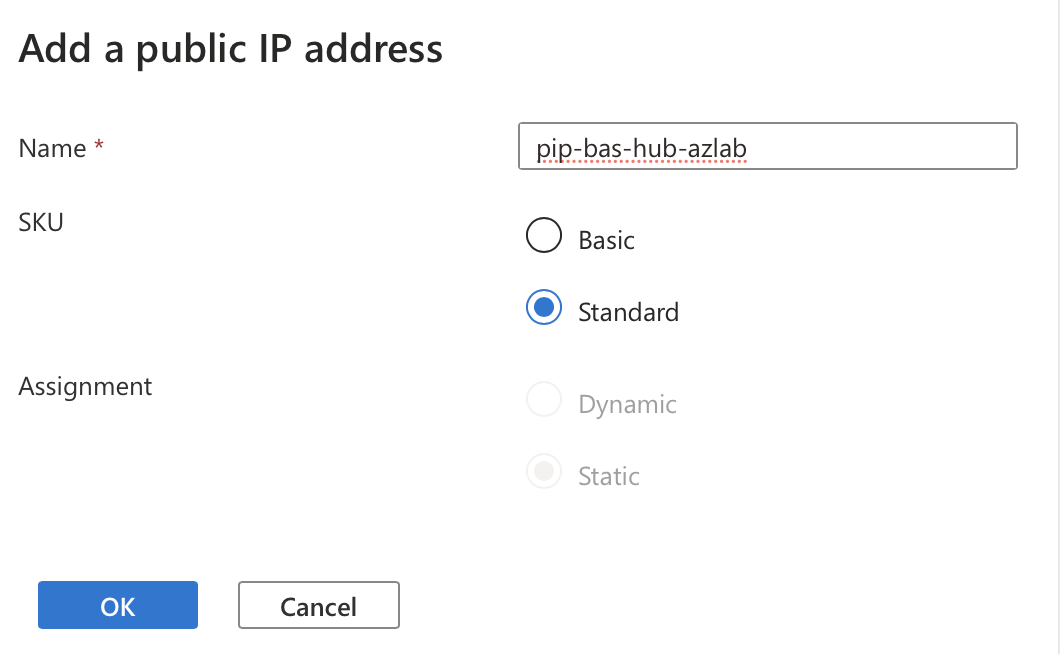 Add a public IP address
Name *
pip-bas-hub-azlab
SKU
Basic
Standard
Assignment
Dynamic
Static
OK
Cancel